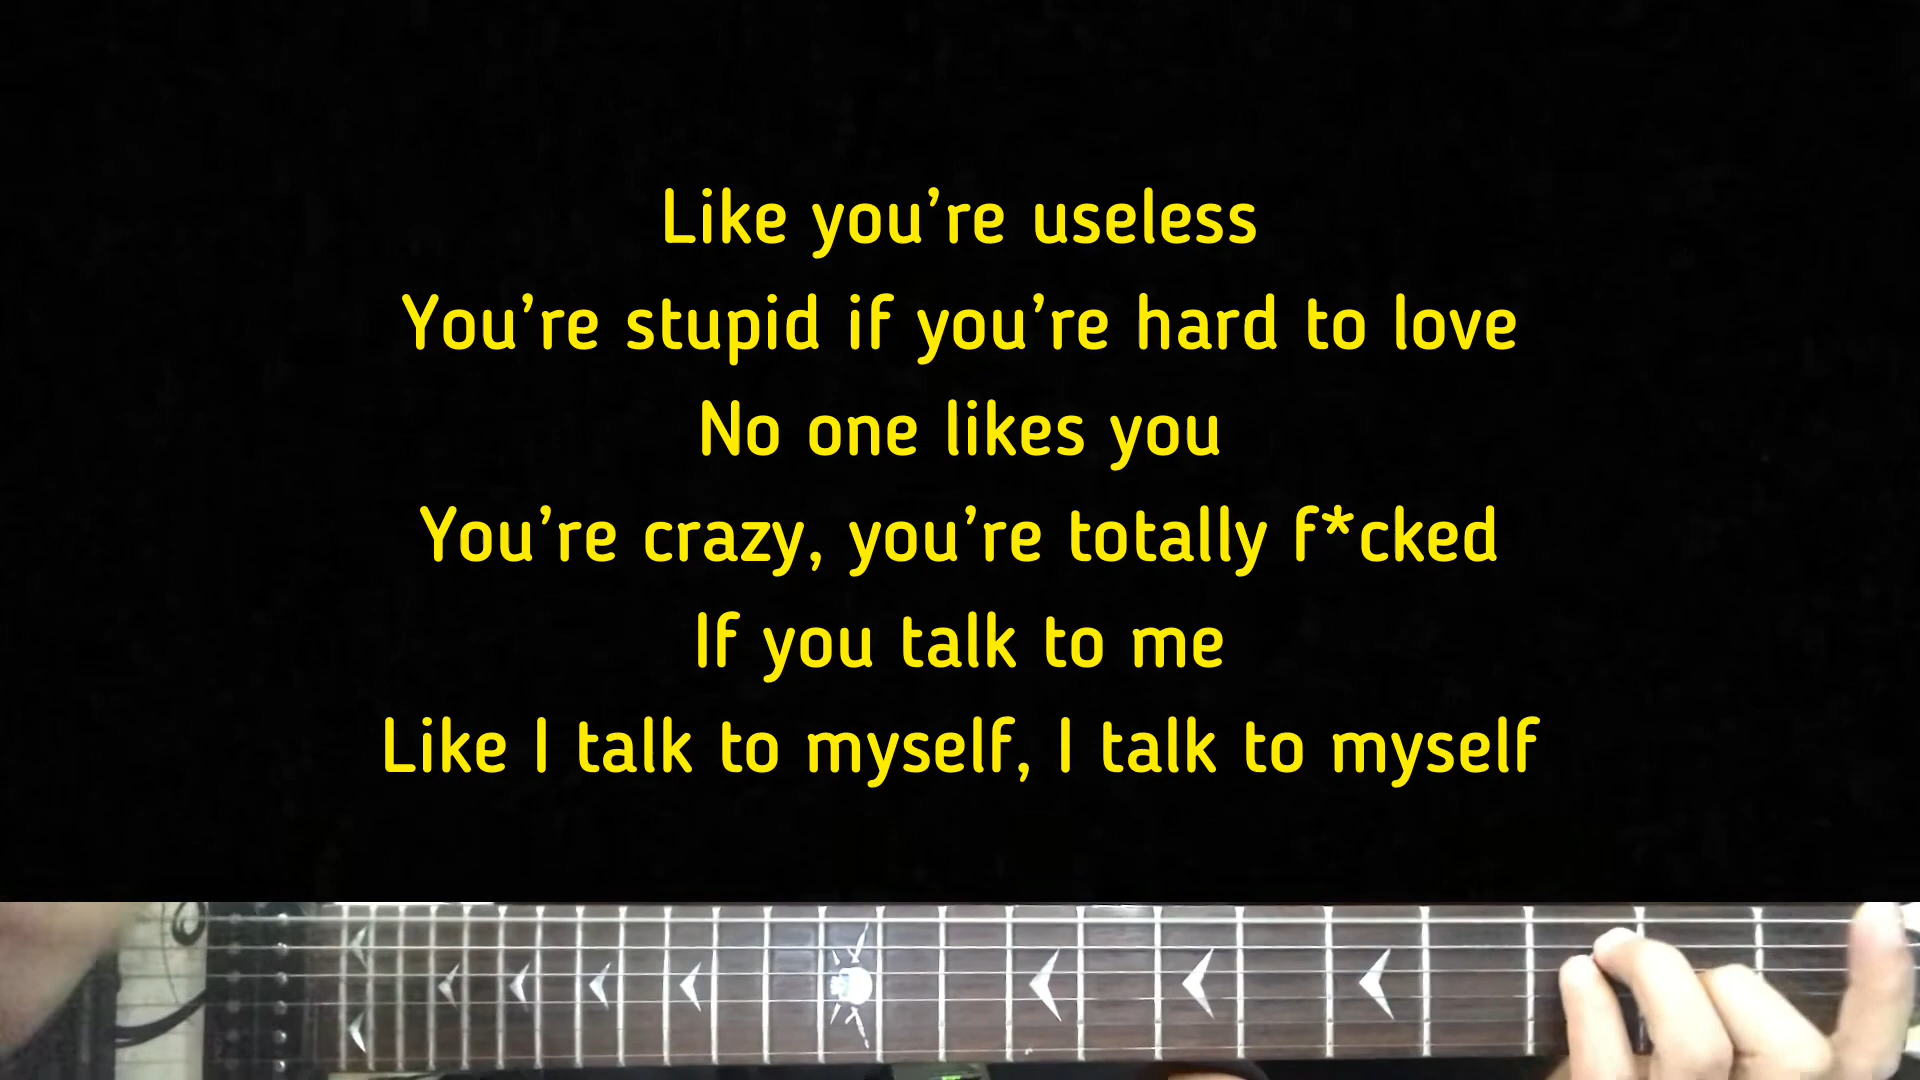 Like you’re useless
You’re stupid if you’re hard to love
No one likes you
You’re crazy, you’re totally f*cked
If you talk to me
Like I talk to myself, I talk to myself